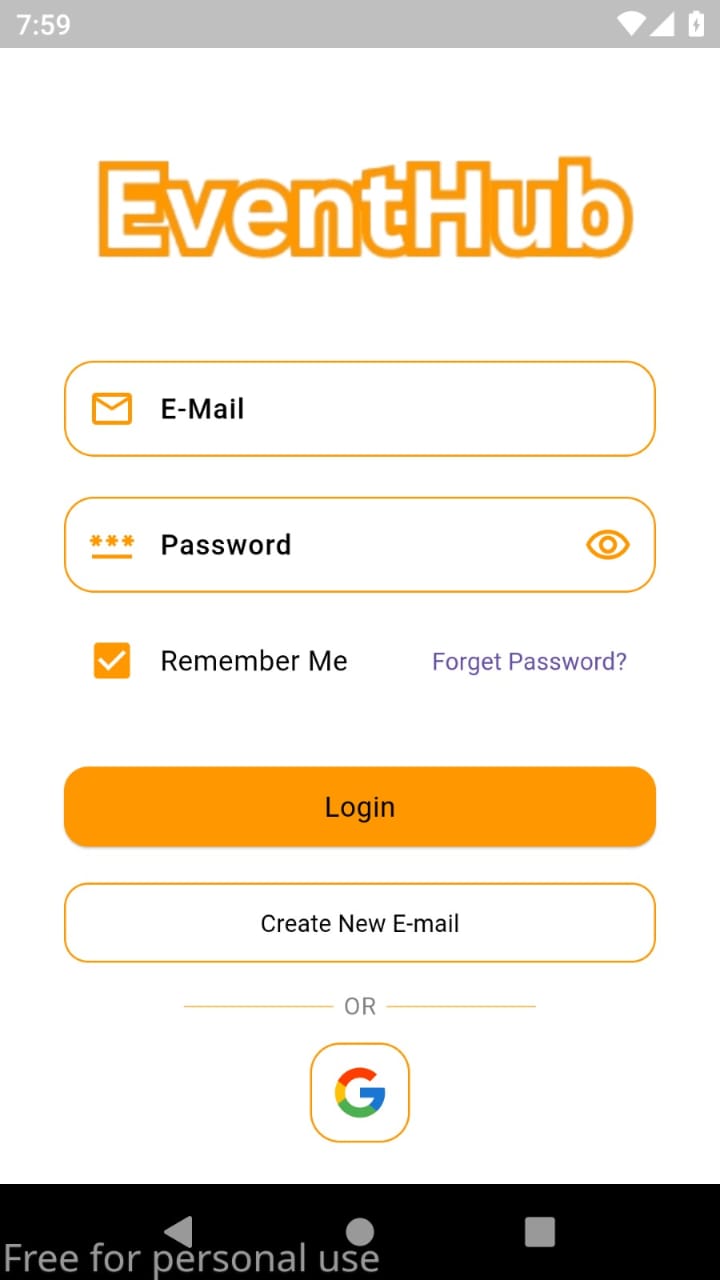 7:59
EventHub
E-Mail
*** Password
Remember Me Forget Password?
Login
Create New E-mail
OR
G
Free for personal use